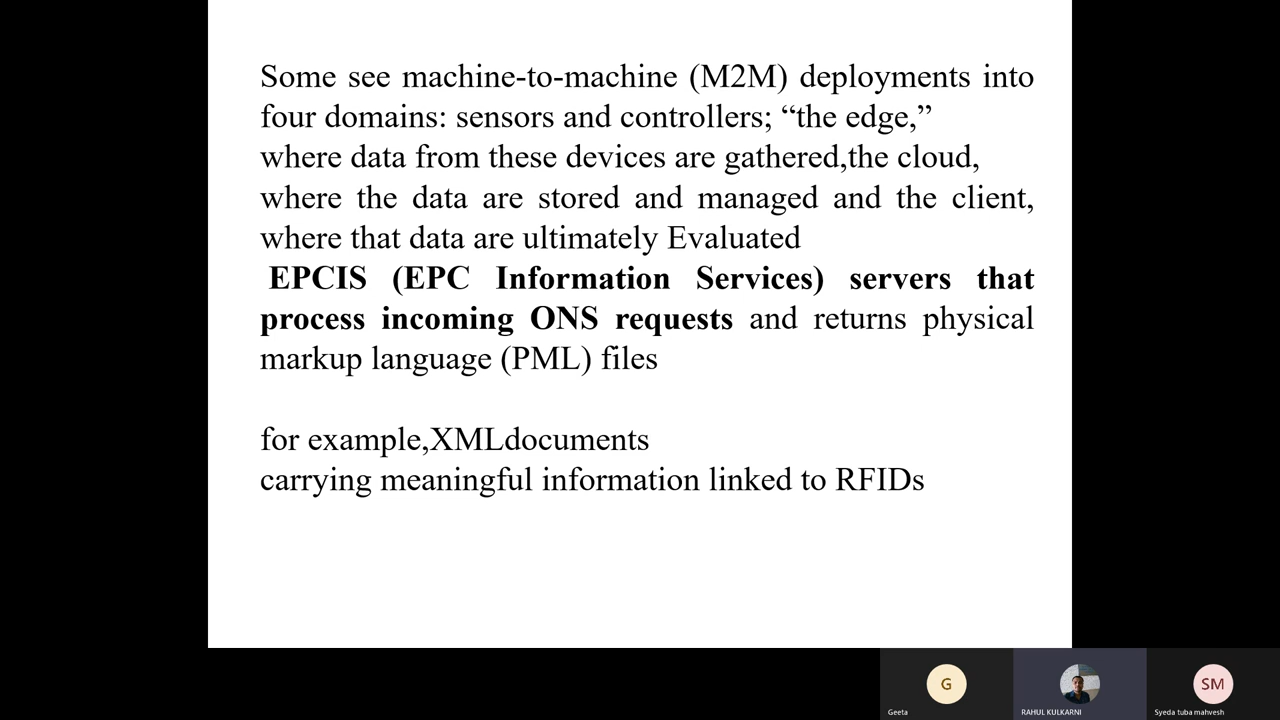 Some see machine-to-machine (M2M) deployments into
four domains: sensors and controllers; “the edge,”
where data from these devices are gathered,the cloud,
where the data are stored and managed and the client,
where that data are ultimately Evaluated
EPCIS (EPC Information Services) servers that
process incoming ONS requests and returns physical
markup language (PML) files
for example,XMLdocuments
carrying meaningful information linked to RFIDs
G
SM
Geeta
RAHUL KULKARNI
Syeda tuba mahvesh